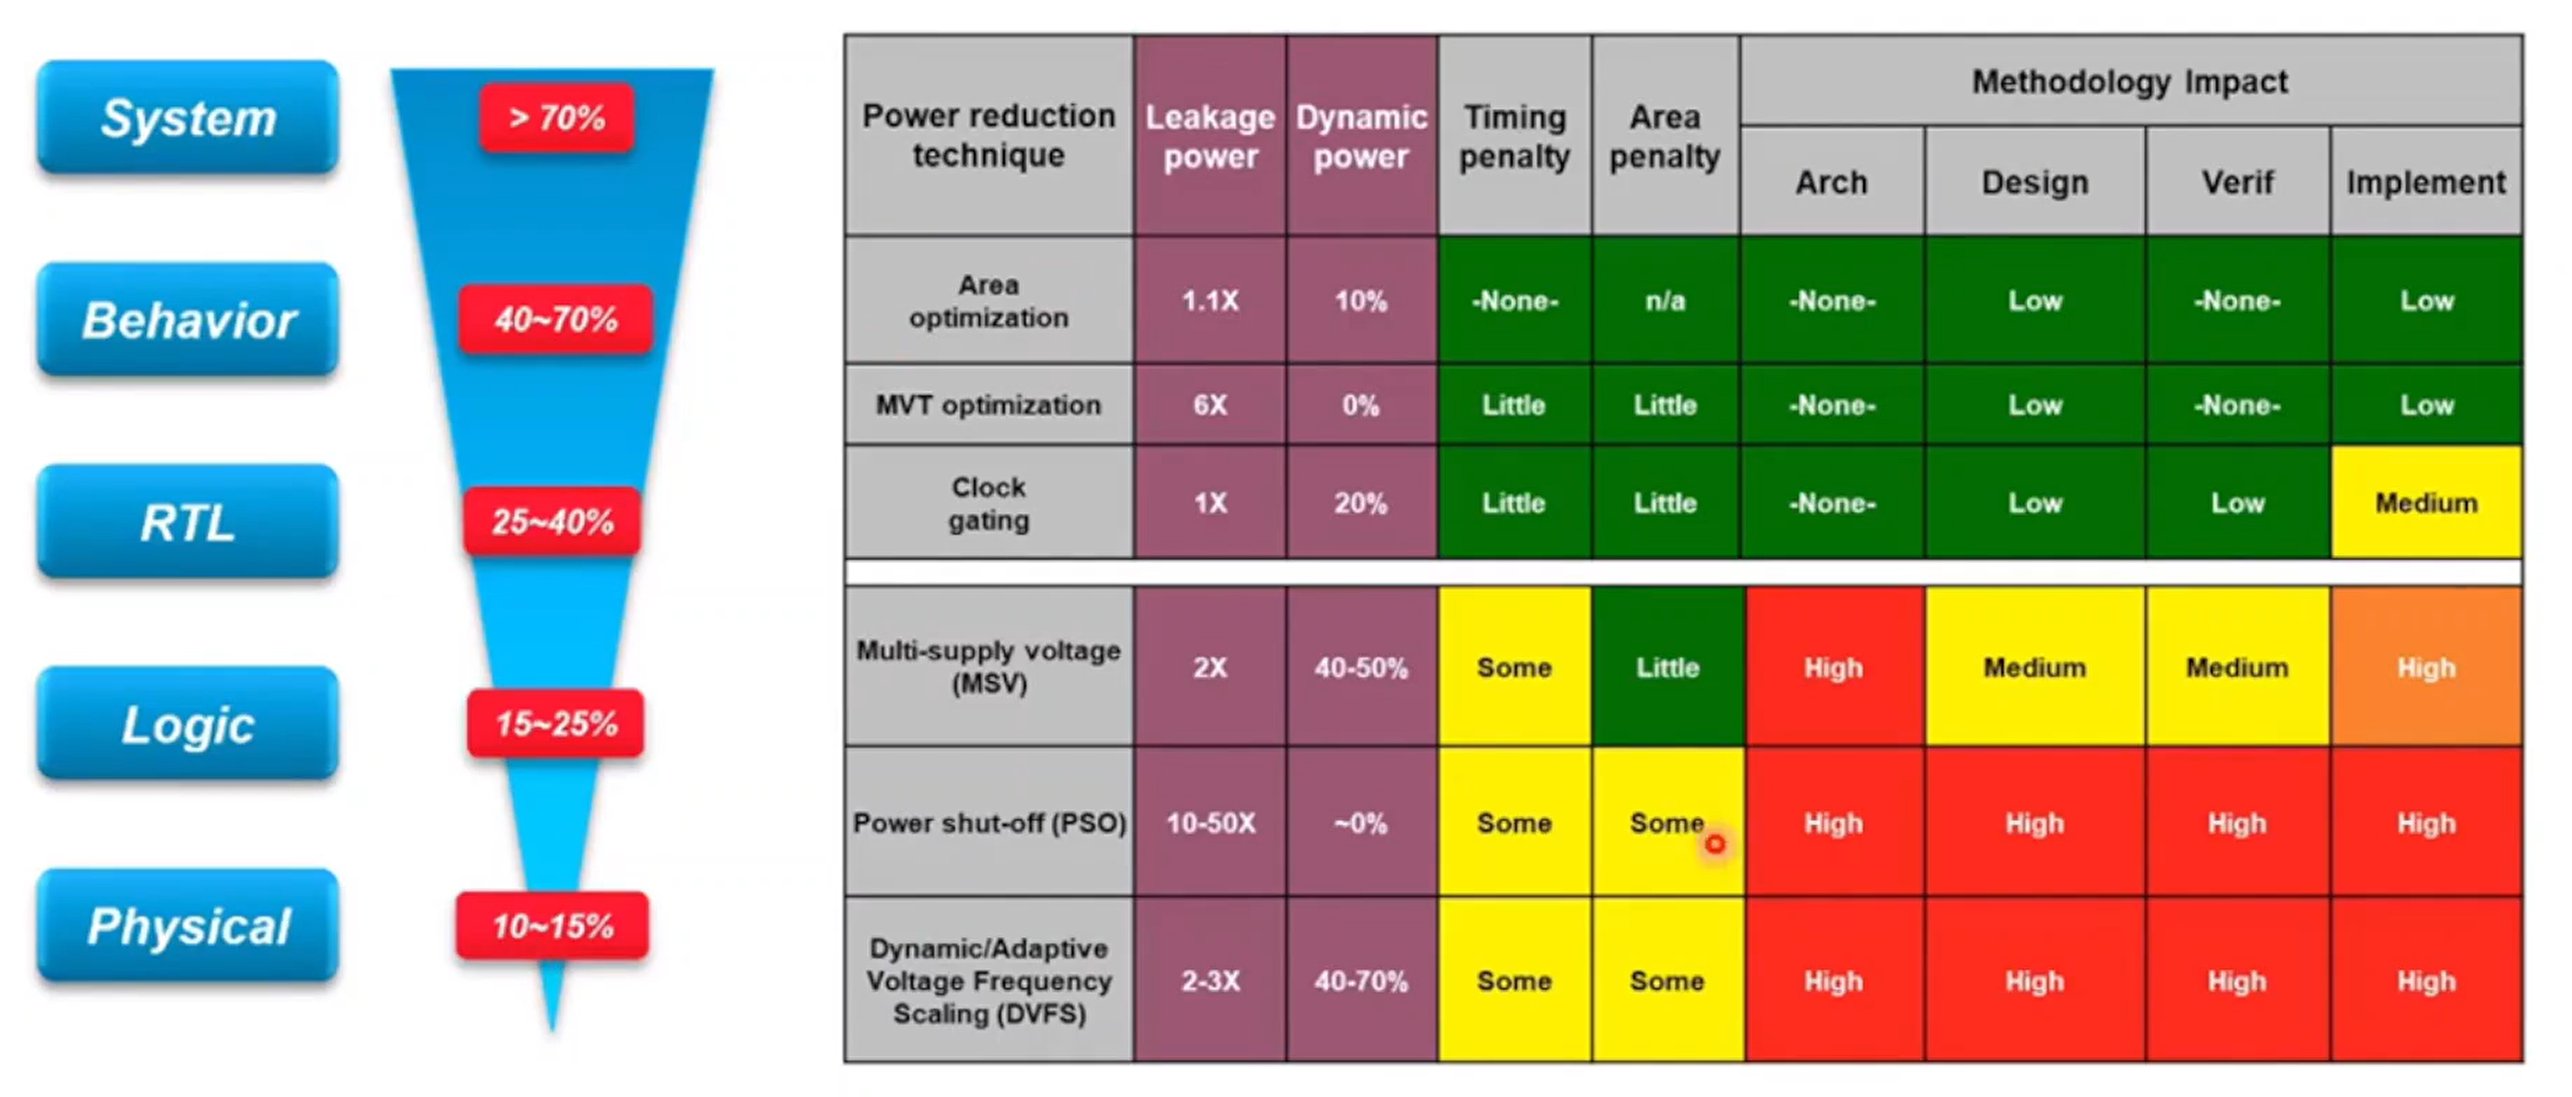 System
> 70%
Behavior
40~70%
RTL
25~40%
Logic
15~25%
Physical
10~15%
Power reduction
technique
Leakage
power
Dynamic
power
Timing
penalty
Area
penalty
Methodology Impact
Arch
Design
Verif
Implement
Area
optimization
1.1X
10%
-None-
n/a
-None-
Low
-None-
Low
MVT optimization
6X
0%
Little
Little
-None-
Low
-None-
Low
Clock
gating
1X
20%
Little
Little
-None-
Low
Low
Medium
Multi-supply voltage
(MSV)
2X
40-50%
Some
Little
High
Medium
Medium
High
Power shut-off (PSO)
10-50X
~0%
Some
Some
High
High
High
High
Dynamic/Adaptive
Voltage Frequency
Scaling (DVFS)
2-3X
40-70%
Some
Some
High
High
High
High